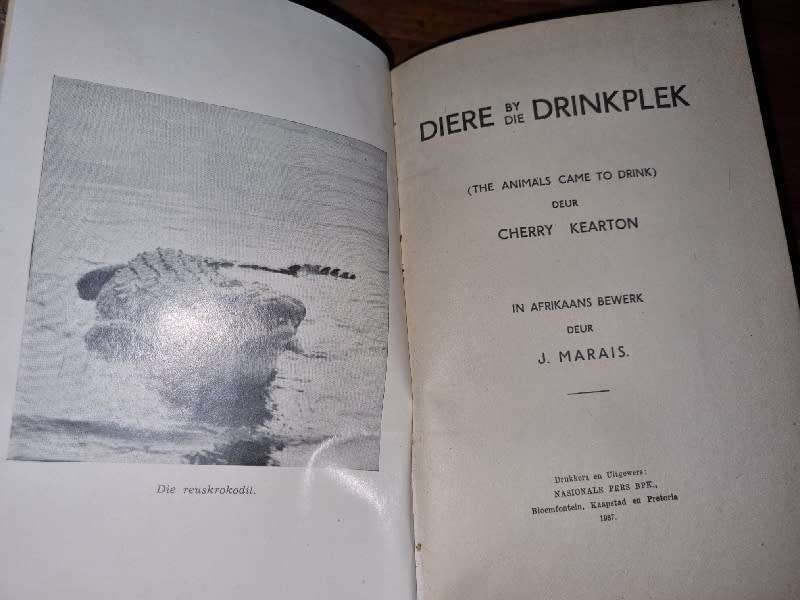 Die reuskrokodil.
DIERE BY DIE DRINKPLEK
(THE ANIMALS CAME TO DRINK)
DEUR
CHERRY KEARTON
IN AFRIKAANS BEWERK
DEUR
J. MARAIS.
Drukkers en Uitgewers:
NASIONALE PERS BPK.,
Bloemfontein, Kaapstad en Pretoria
1937.